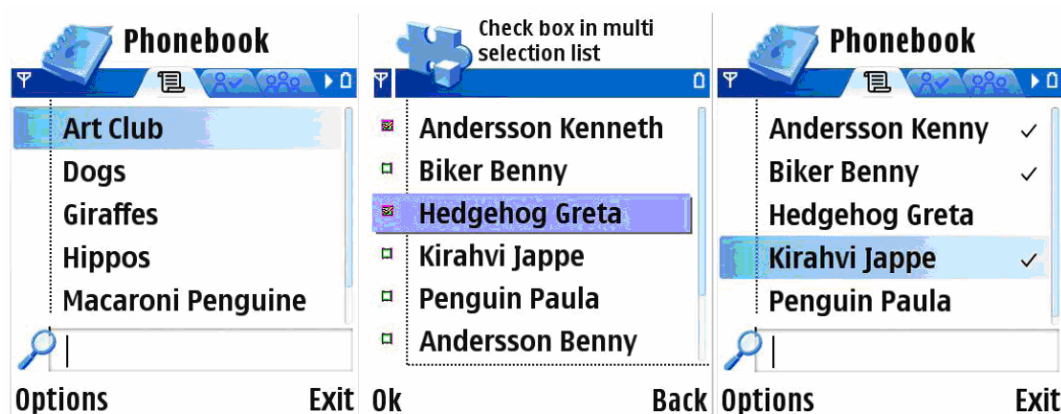 Phonebook
Art Club
Dogs
Giraffes
Hippos
Macaroni Penguine
Options
Exit
Check box in multi
selection list
Andersson Kenneth
Biker Benny
Hedgehog Greta
Kirahvi Jappe
Penguin Paula
Andersson Benny
Ok
Back
Phonebook
Andersson Kenny
Biker Benny
Hedgehog Greta
Kirahvi Jappe
Penguin Paula
Options
Exit